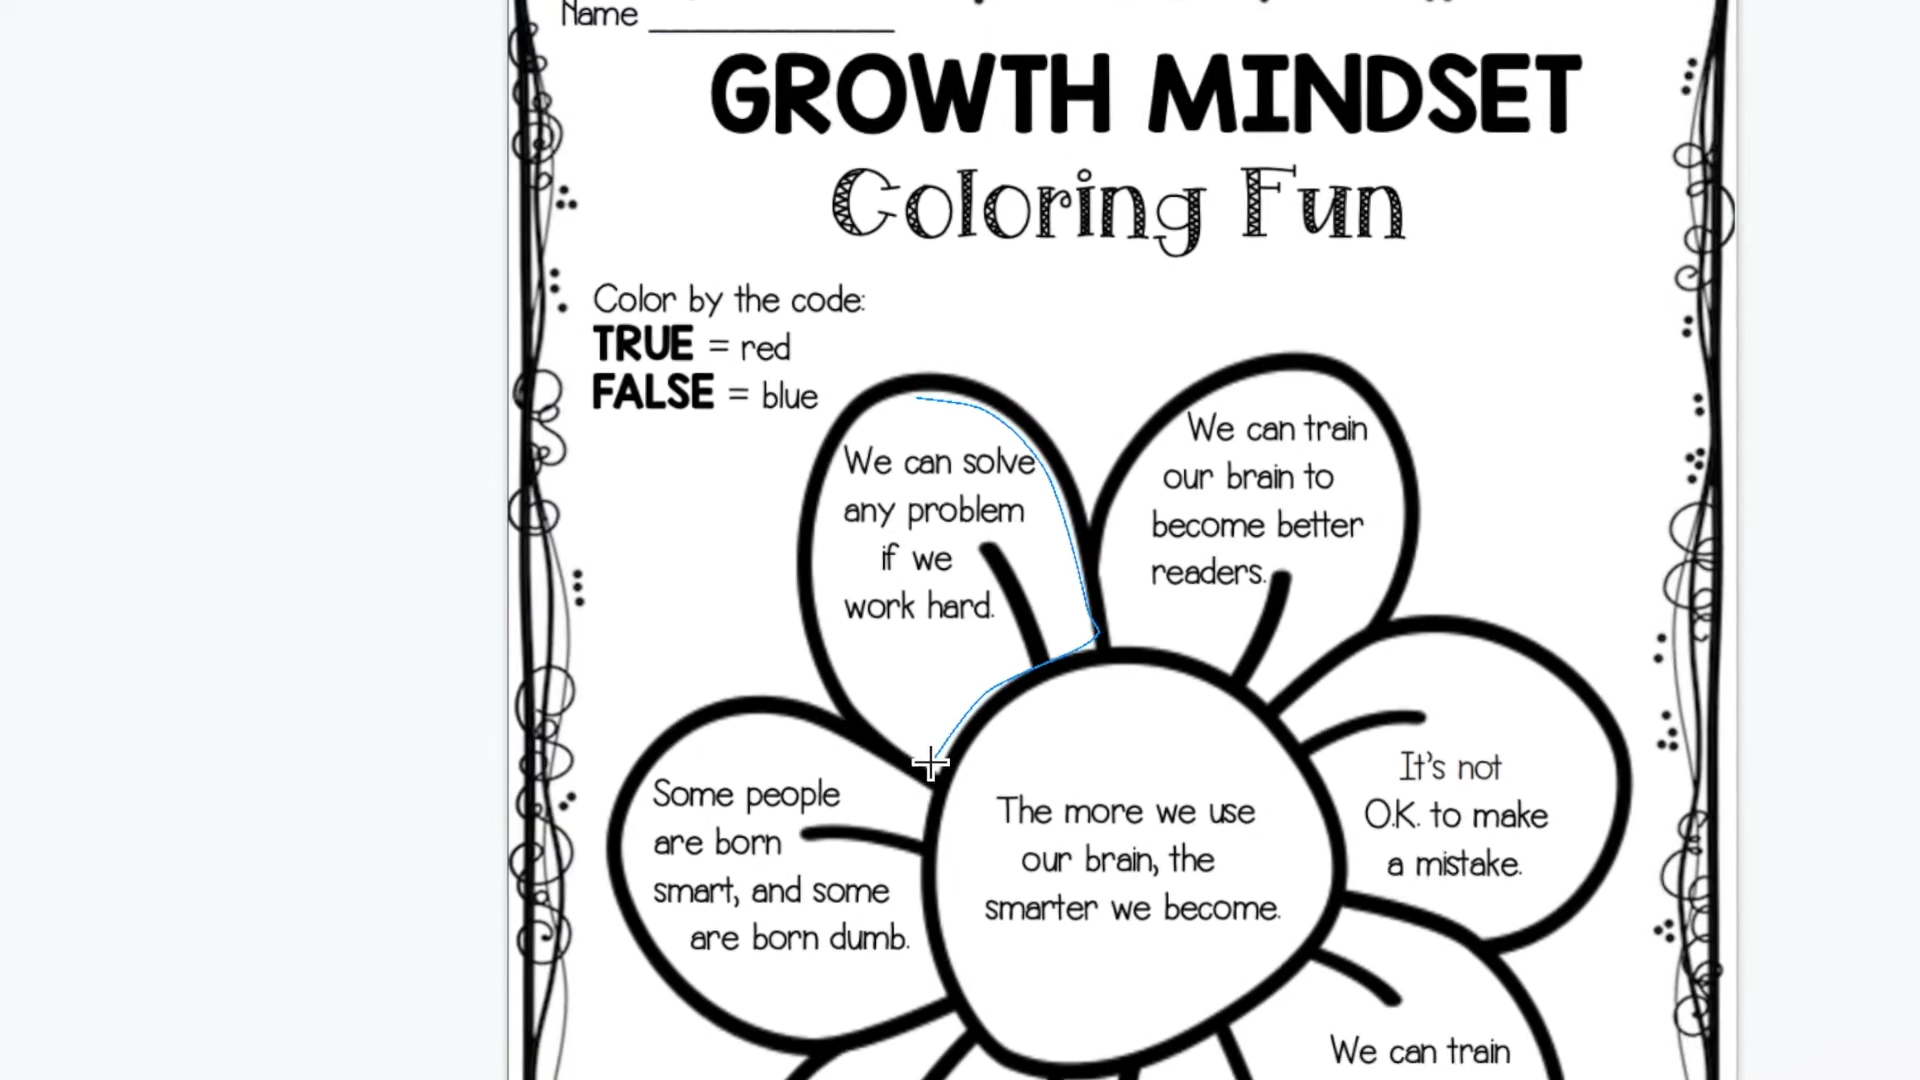 Name
GROWTH MINDSET
Coloring Fun
Color by the code:
TRUE = red
FALSE = blue
We can solve
any problem
if we
work hard.
We can train
our brain to
become better
readers.
It's not
O.K. to make
a mistake.
Some people
are born
smart, and some
are born dumb.
The more we use
our brain, the
smarter we become.
We can train